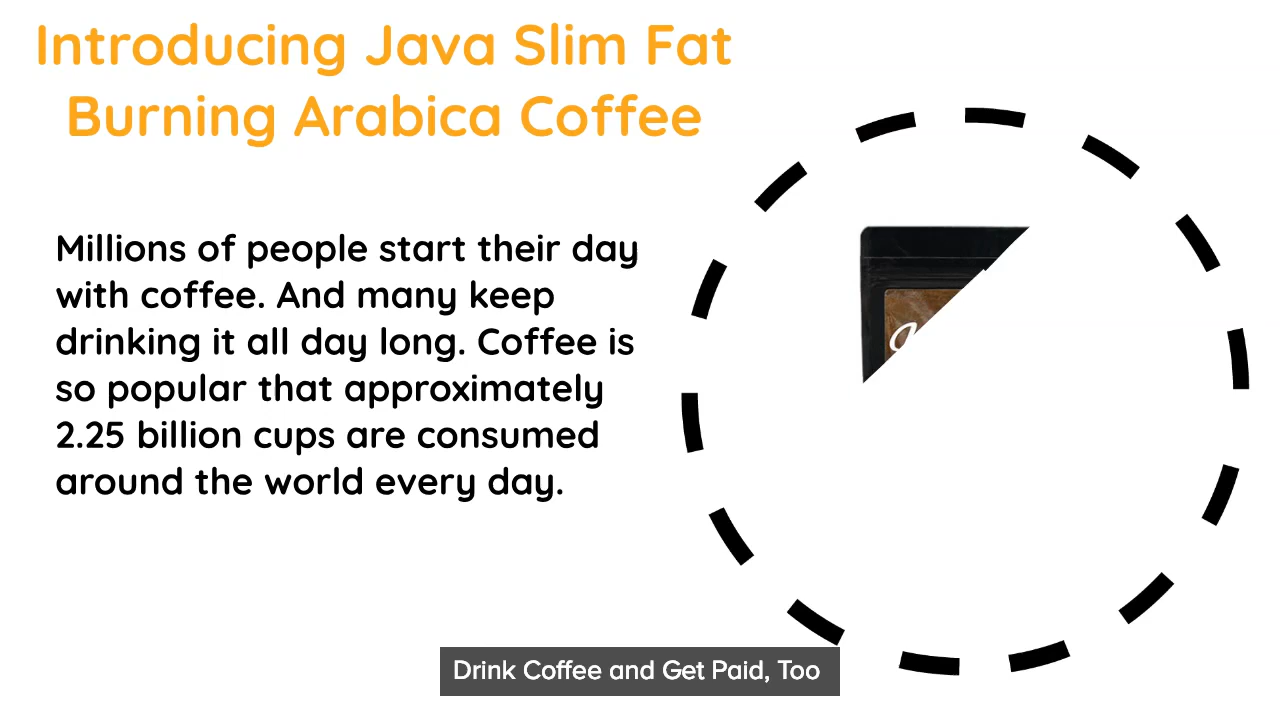 Introducing Java Slim Fat
Burning Arabica Coffee
Millions of people start their day
with coffee. And many keep
drinking it all day long. Coffee is
so popular that approximately
2.25 billion cups are consumed
around the world every day.
Drink Coffee and Get Paid, Too